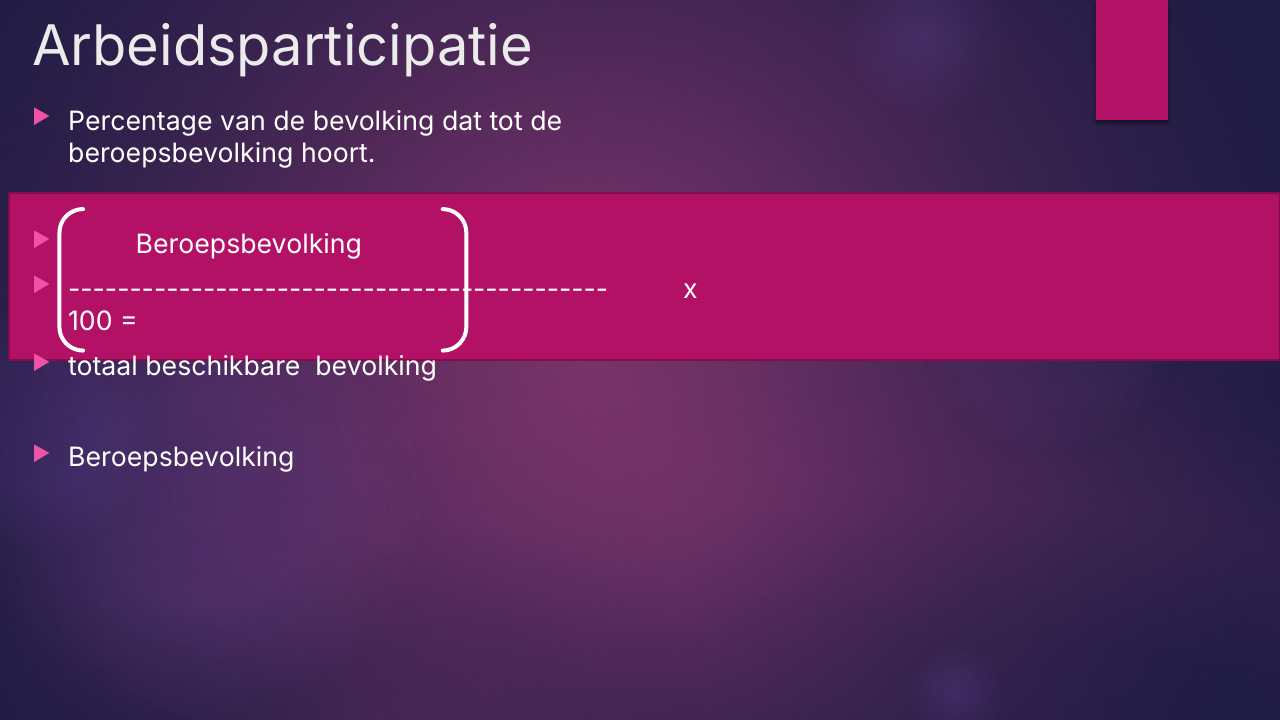 Arbeidsparticipatie
Percentage van de bevolking dat tot de
beroepsbevolking hoort.
Beroepsbevolking
-------------------------------------------- x
100 =
totaal beschikbare  bevolking
Beroepsbevolking